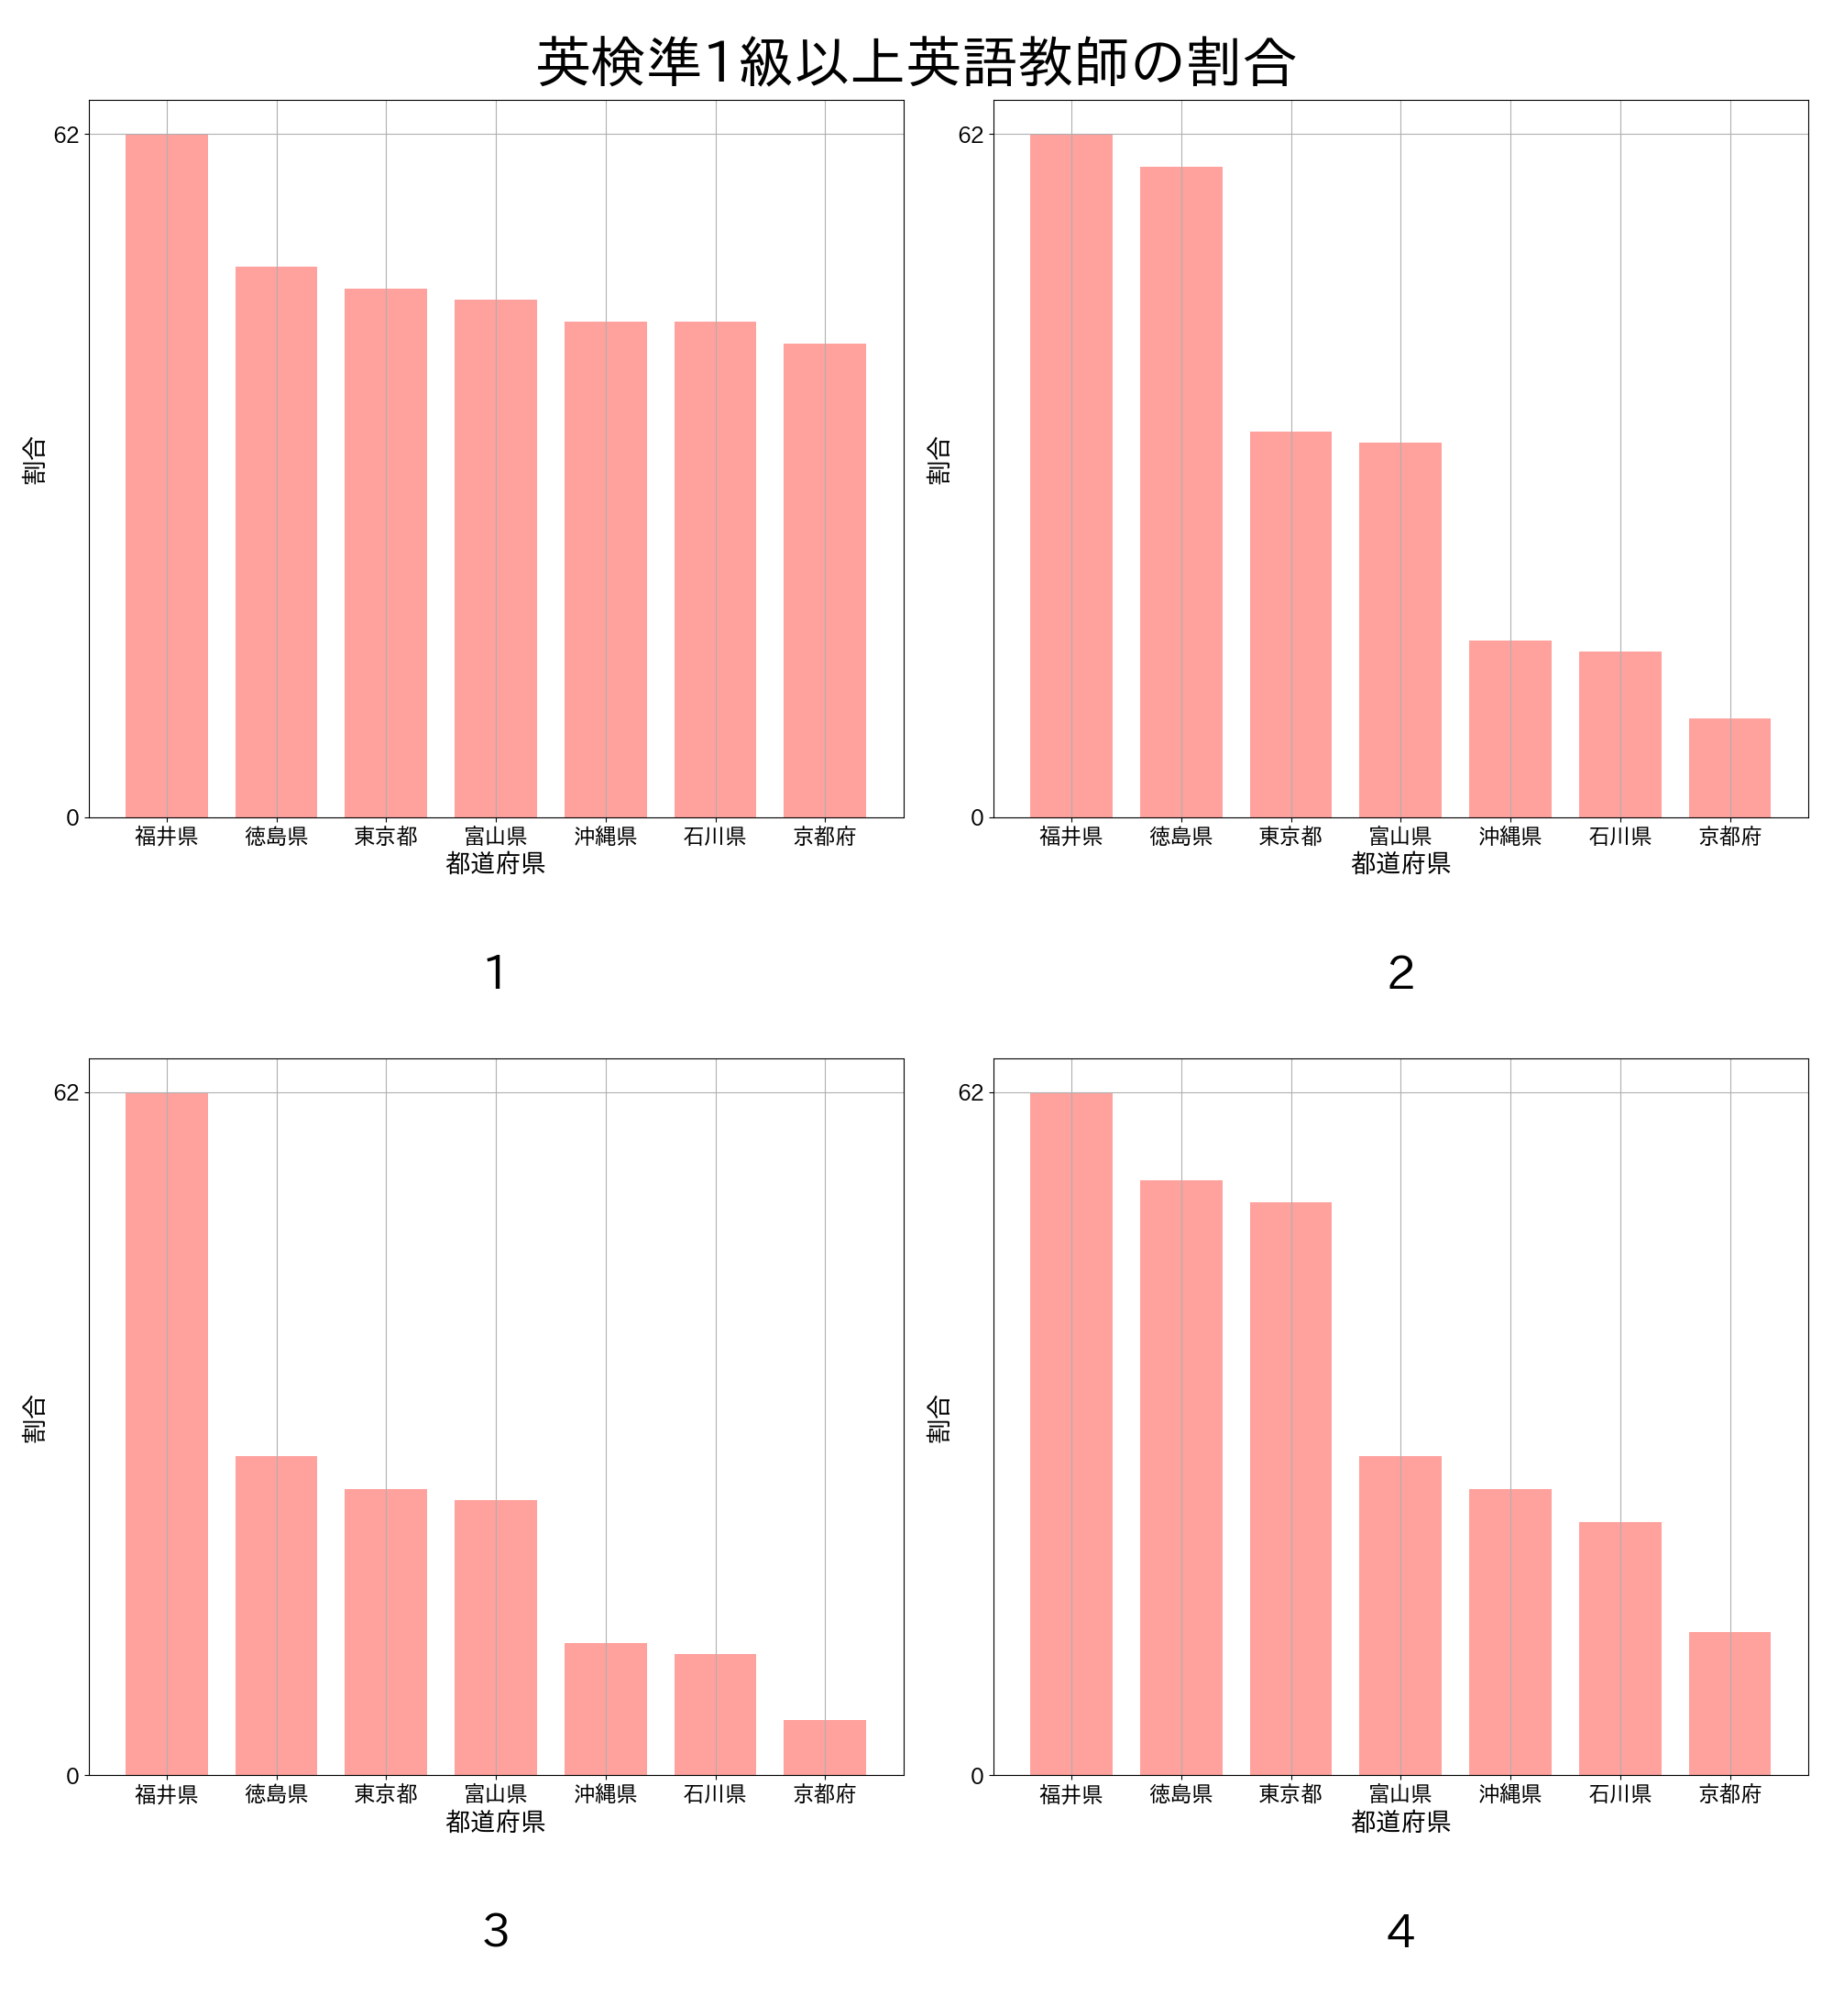 英検準1級以上英語教師の割合
62
0
割合
福井県 徳島県 東京都 富山県 沖縄県 石川県 京都府
都道府県
1
62
0
割合
福井県 徳島県 東京都 富山県 沖縄県 石川県 京都府
都道府県
2
62
0
割合
福井県 徳島県 東京都 富山県 沖縄県 石川県 京都府
都道府県
3
62
0
割合
福井県 徳島県 東京都 富山県 沖縄県 石川県 京都府
都道府県
4